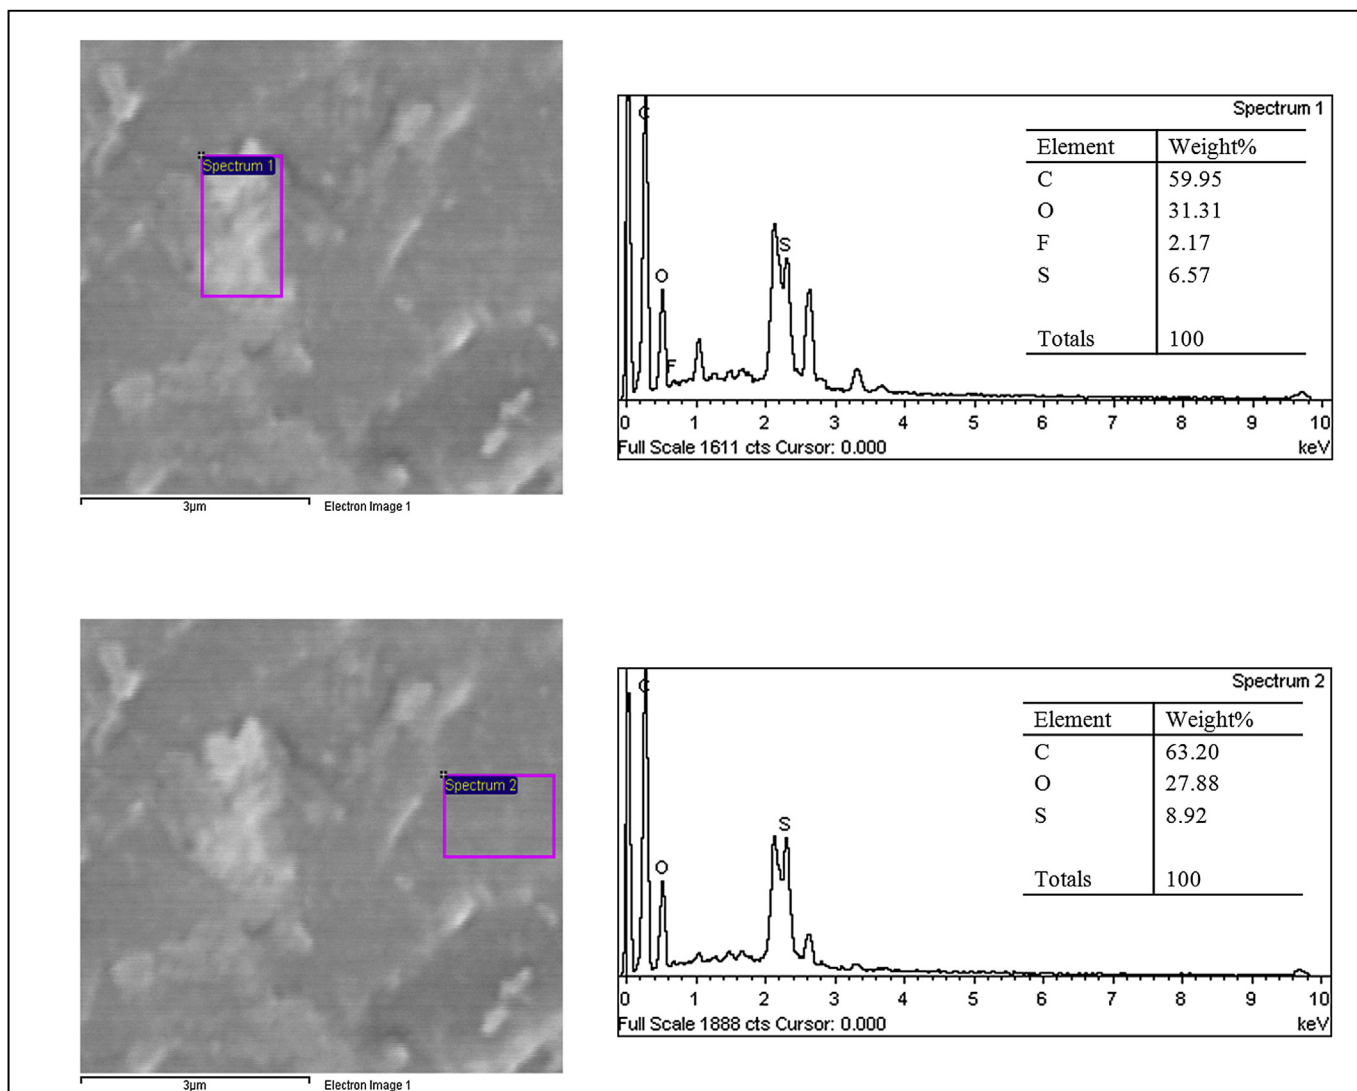 Spectrum 1
3µm
Electron Image 1
Spectrum 1
Element Weight%
C 59.95
O 31.31
F 2.17
S 6.57
Totals 100
C
O
F
S
0 1 2 3 4 5 6 7 8 9 10
Full Scale 1611 cts Cursor: 0.000 keV
Spectrum 2
3µm
Electron Image 1
Spectrum 2
Element Weight%
C 63.20
O 27.88
S 8.92
Totals 100
C
O
S
0 1 2 3 4 5 6 7 8 9 10
Full Scale 1888 cts Cursor: 0.000 keV